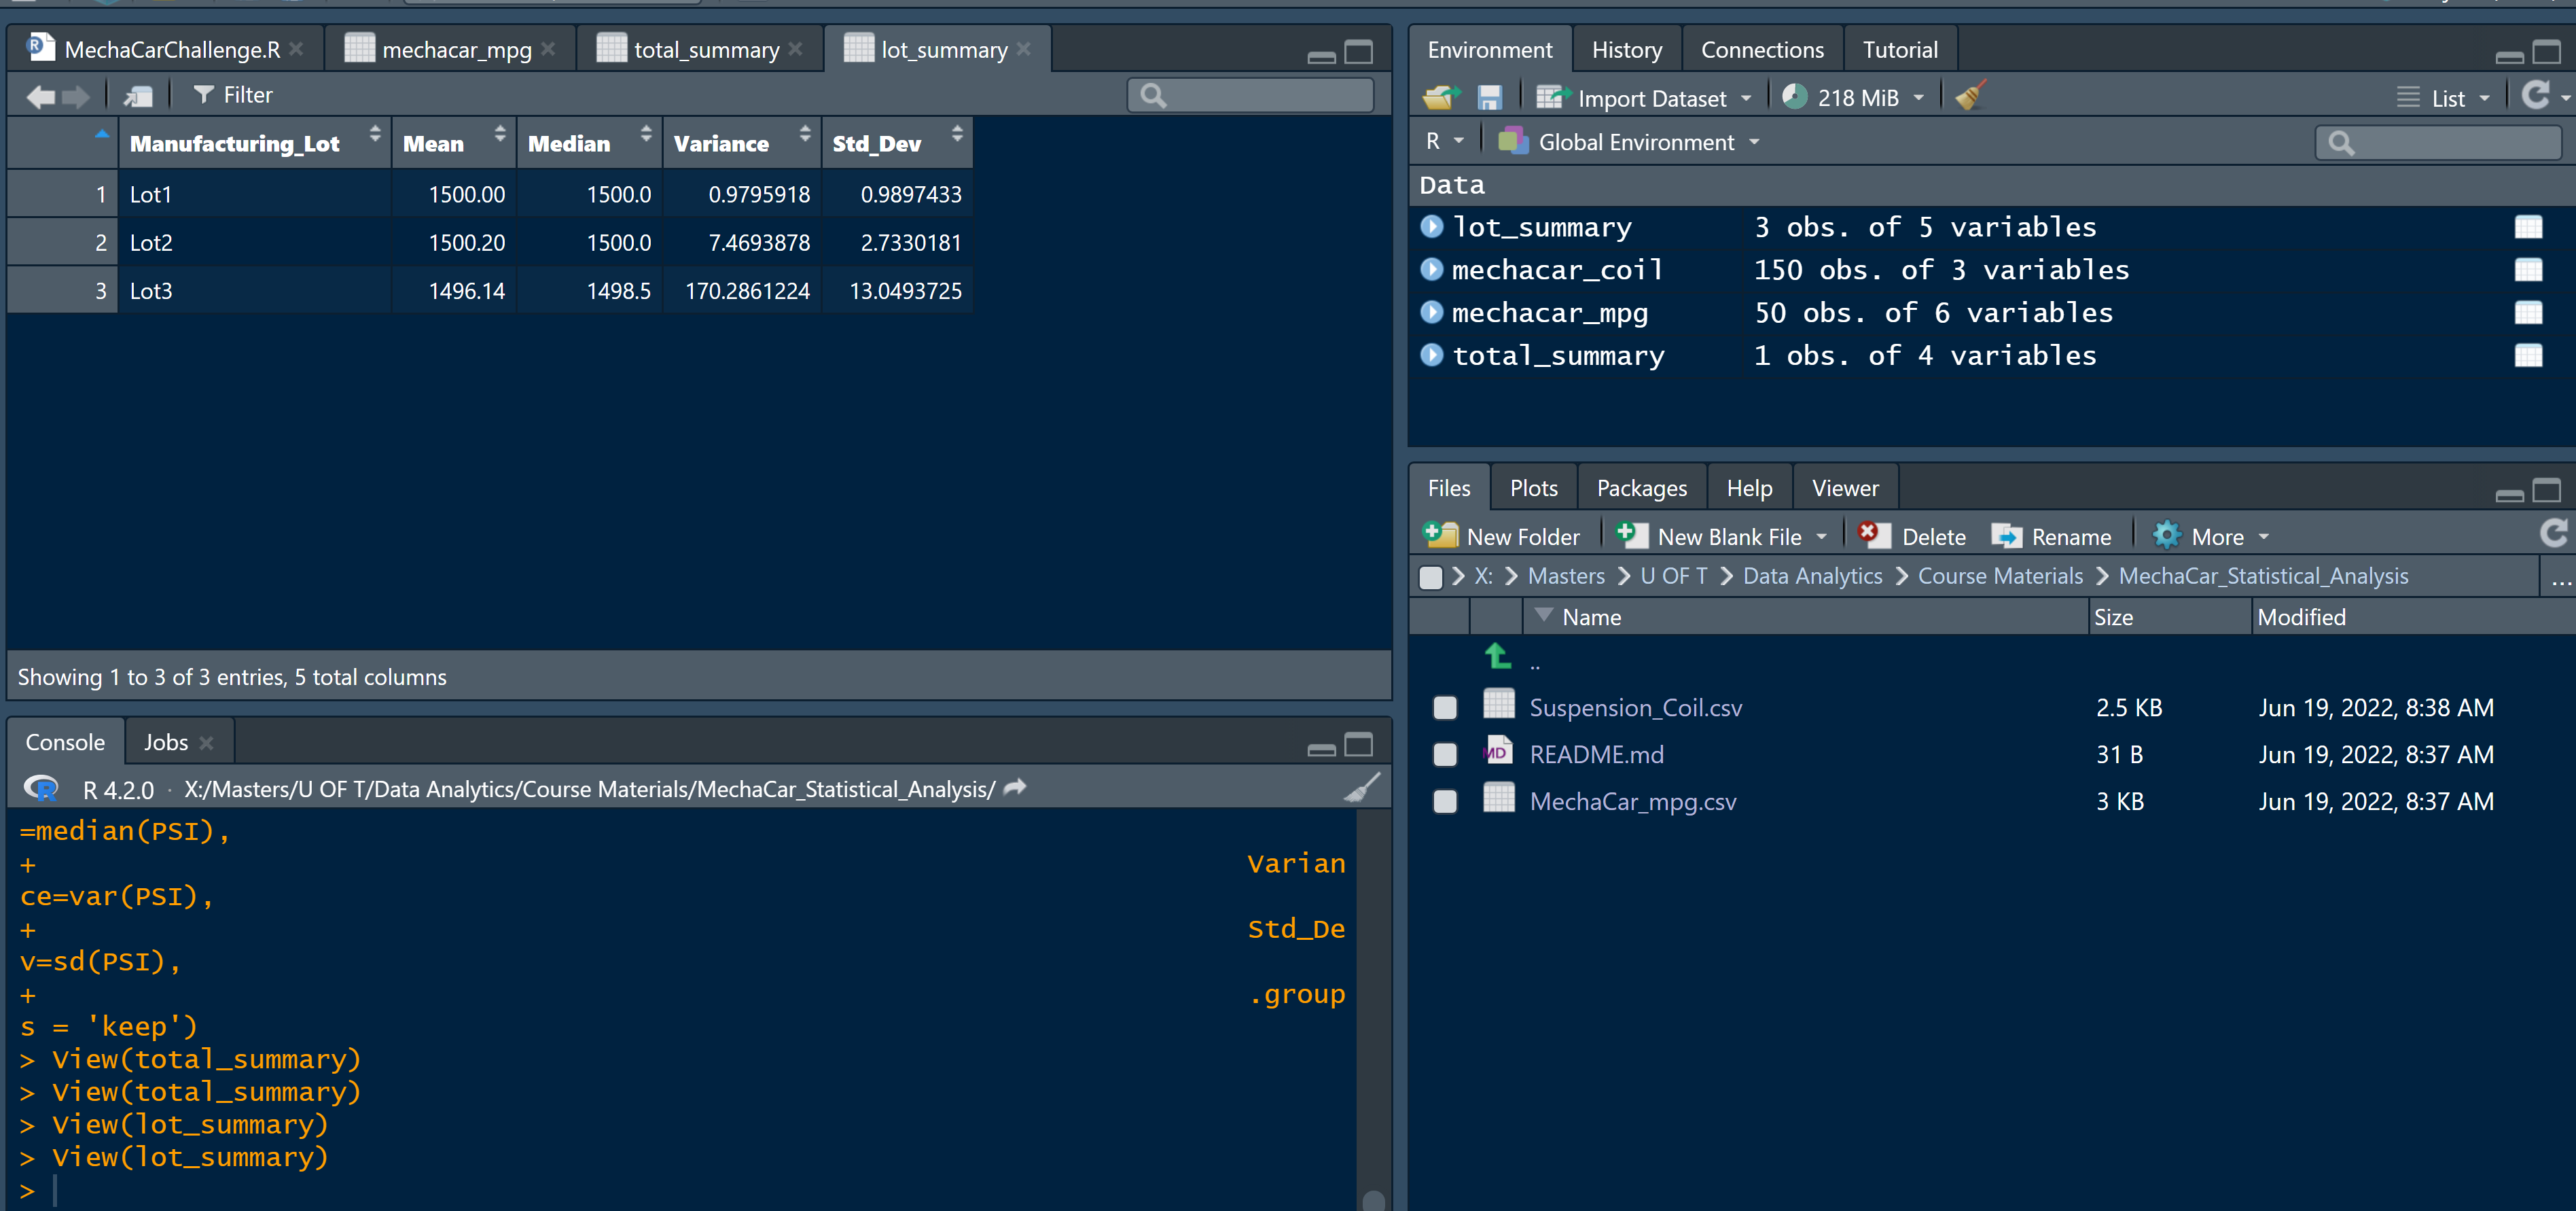 MechaCarChallenge.R
mechacar_mpg
total_summary
lot_summary
Filter
Manufacturing_Lot Mean Median Variance Std_Dev
1 Lot1 1500.00 1500.0 0.9795918 0.9897433
2 Lot2 1500.20 1500.0 7.4693878 2.7330181
3 Lot3 1496.14 1498.5 170.2861224 13.0493725
Showing 1 to 3 of 3 entries, 5 total columns
Console Jobs
R 4.2.0 · X:/Masters/U OF T/Data Analytics/Course Materials/MechaCar_Statistical_Analysis/
=median(PSI),
+ Varian
ce=var(PSI),
+ Std_De
v=sd(PSI),
+ .group
s = 'keep')
> View(total_summary)
> View(total_summary)
> View(lot_summary)
> View(lot_summary)
>
Environment History Connections Tutorial
Import Dataset 218 MiB List
R Global Environment
Data
lot_summary 3 obs. of 5 variables
mechacar_coil 150 obs. of 3 variables
mechacar_mpg 50 obs. of 6 variables
total_summary 1 obs. of 4 variables
Files Plots Packages Help Viewer
New Folder New Blank File Delete Rename More
X: Masters U OF T Data Analytics Course Materials MechaCar_Statistical_Analysis ...
Name Size Modified
..
Suspension_Coil.csv 2.5 KB Jun 19, 2022, 8:38 AM
README.md 31 B Jun 19, 2022, 8:37 AM
MechaCar_mpg.csv 3 KB Jun 19, 2022, 8:37 AM